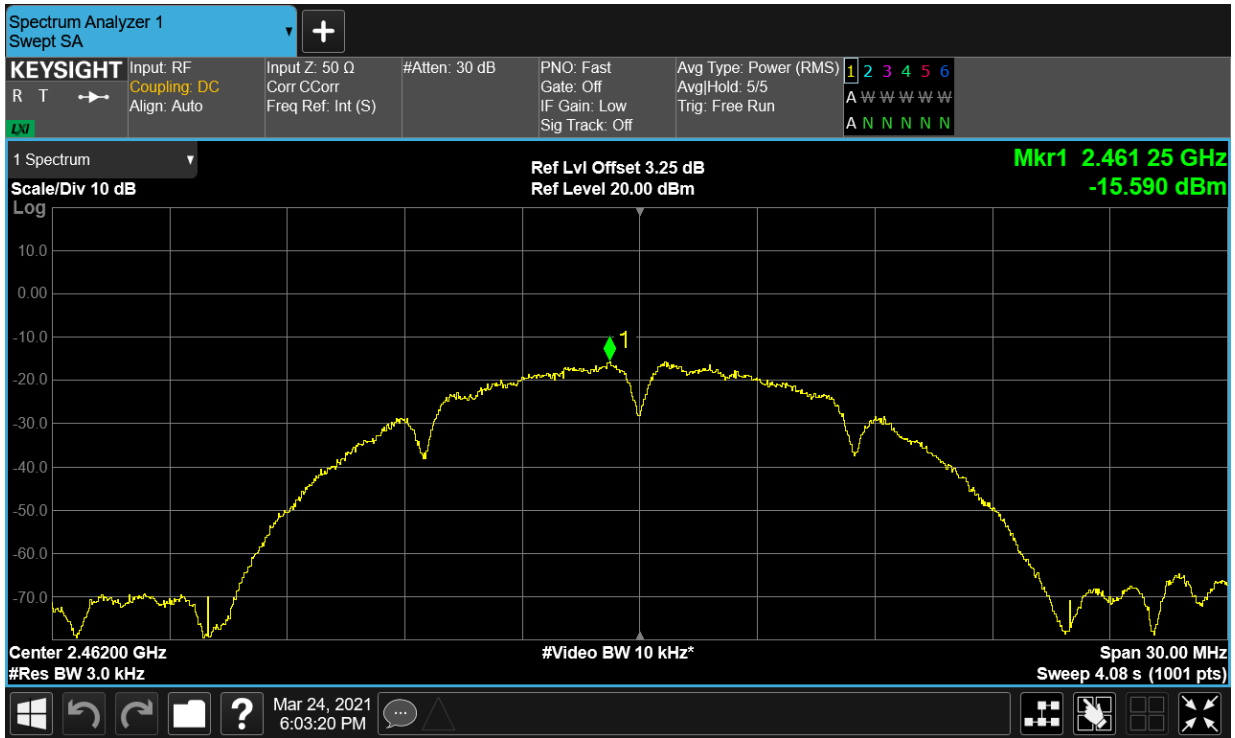 Spectrum Analyzer 1
Swept SA
KEYSIGHT
R T
LXI
Input: RF
Coupling: DC
Align: Auto
Input Z: 50 Ω
Corr CCorr
Freq Ref: Int (S)
#Atten: 30 dB
PNO: Fast
Gate: Off
IF Gain: Low
Sig Track: Off
Avg Type: Power (RMS)
Avg|Hold: 5/5
Trig: Free Run
1 2 3 4 5 6
A W W W W W
A N N N N N
1 Spectrum
Scale/Div 10 dB
Log
Ref Lvl Offset 3.25 dB
Ref Level 20.00 dBm
Mkr1 2.461 25 GHz
-15.590 dBm
10.0
0.00
-10.0
-20.0
-30.0
-40.0
-50.0
-60.0
-70.0
1
Center 2.46200 GHz
#Res BW 3.0 kHz
#Video BW 10 kHz*
Span 30.00 MHz
Sweep 4.08 s (1001 pts)
?
Mar 24, 2021
6:03:20 PM